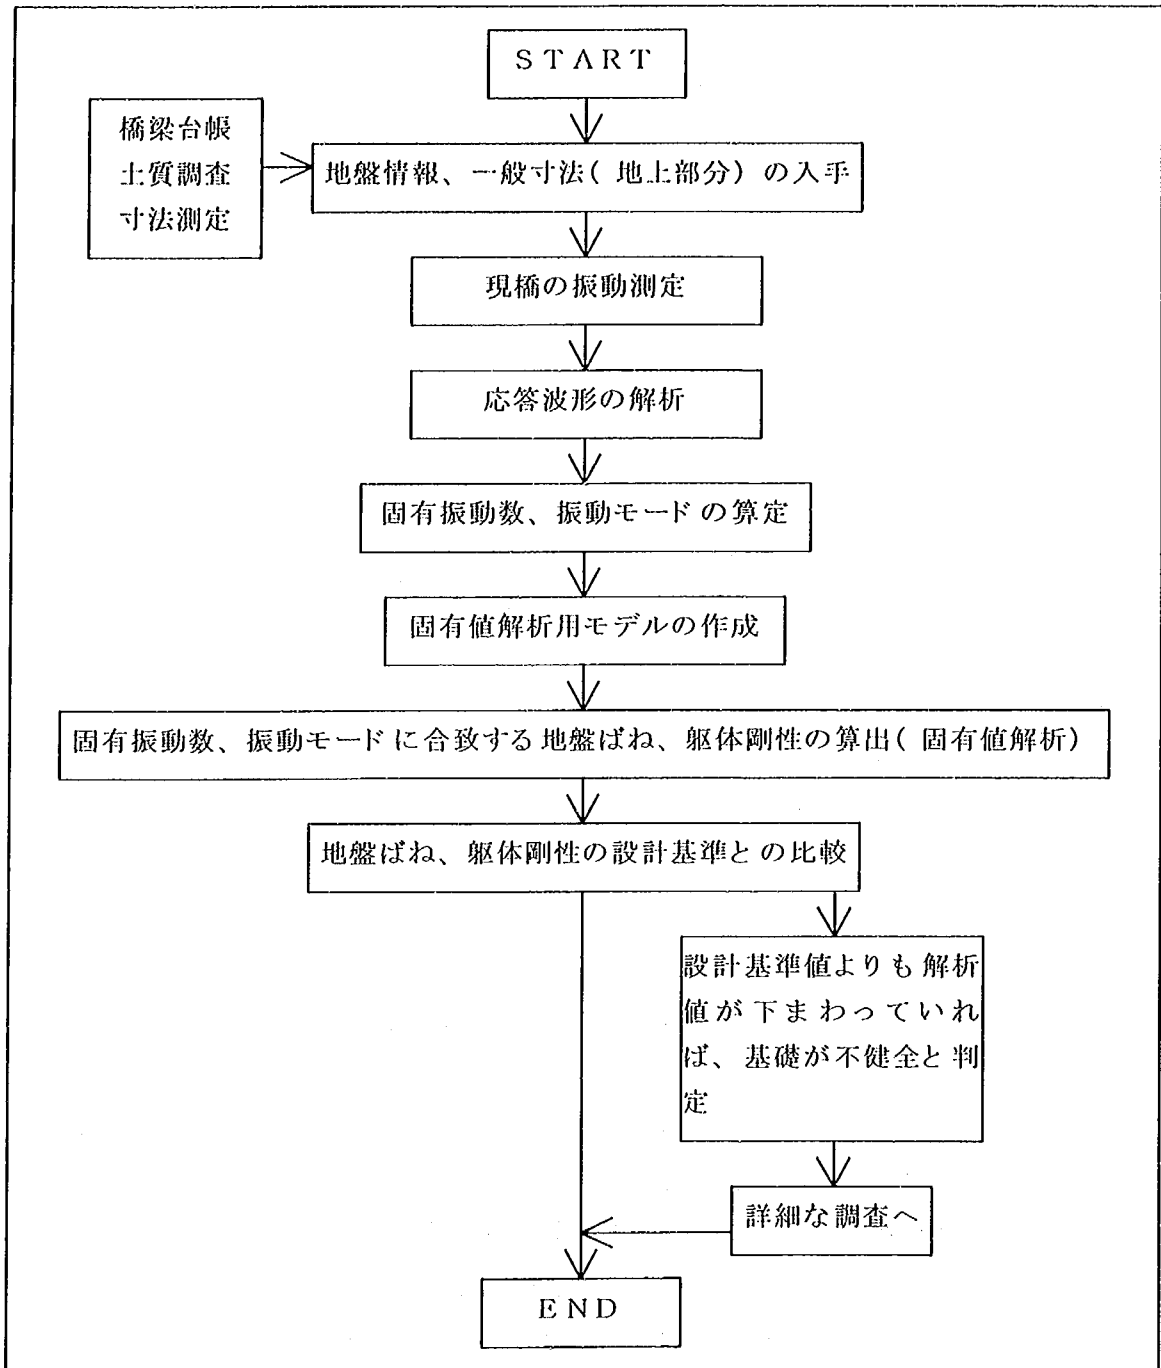 START
橋梁台帳
土質調査
寸法測定
地盤情報、一般寸法(地上部分)の入手
現橋の振動測定
応答波形の解析
固有振動数、振動モードの算定
固有値解析用モデルの作成
固有振動数、振動モードに合致する地盤ばね、躯体剛性の算出(固有値解析)
地盤ばね、躯体剛性の設計基準との比較
設計基準値よりも解析
値が下まわっていれ
ば、基礎が不健全と判
定
詳細な調査へ
END